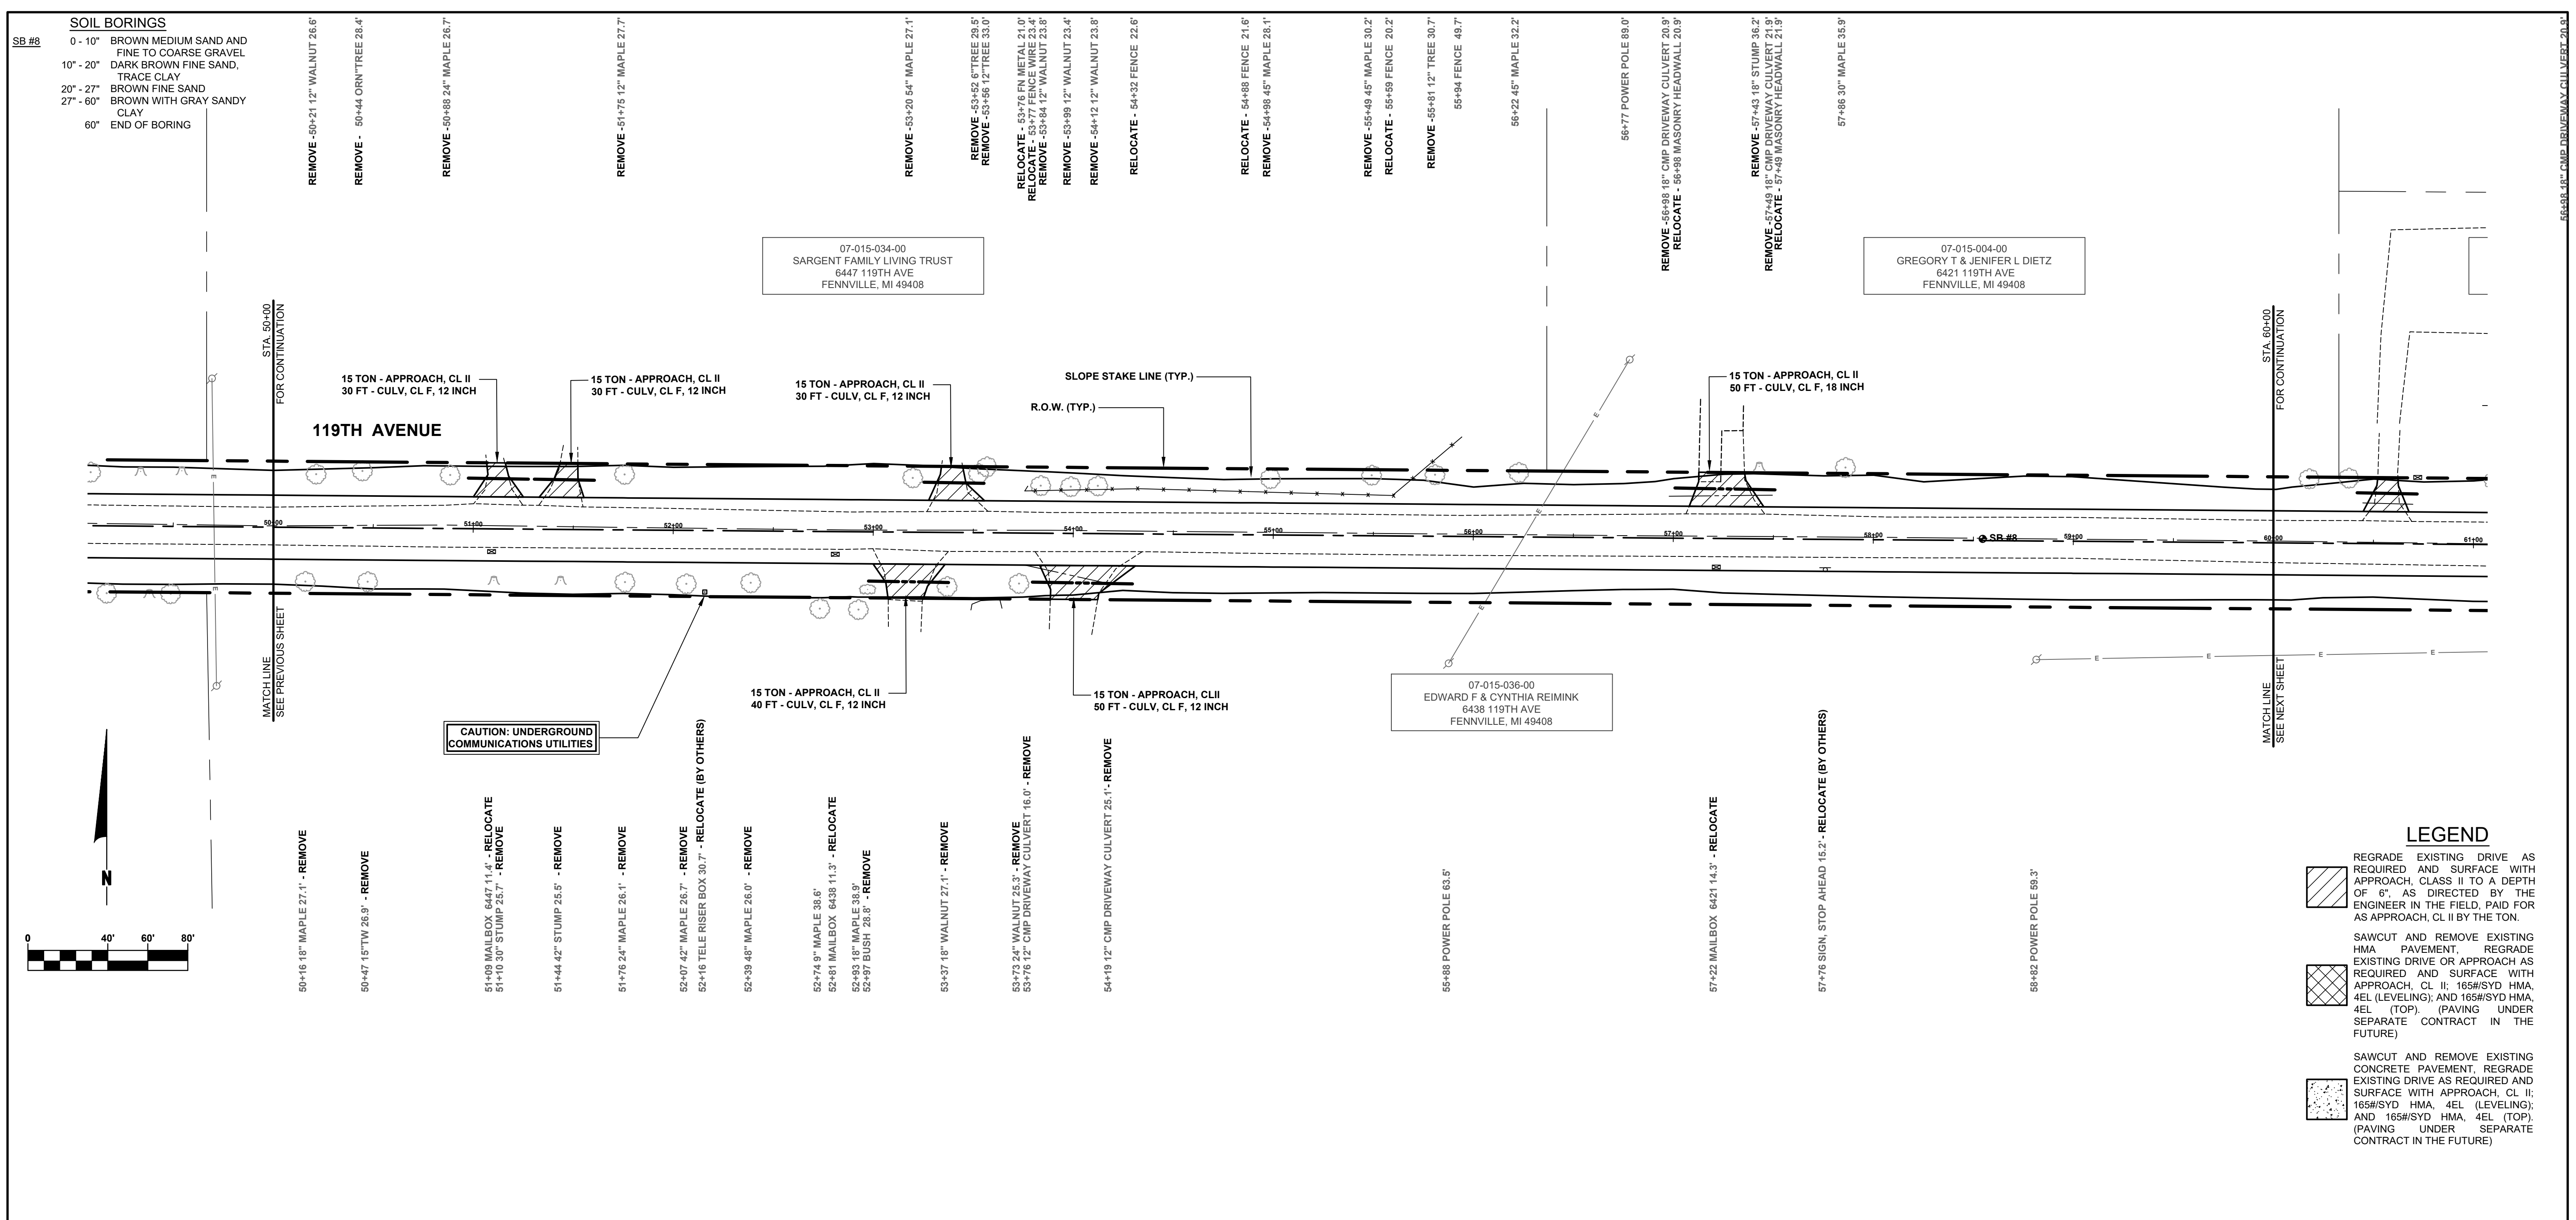 SOIL BORINGS
SB #8
0 - 10" BROWN MEDIUM SAND AND
FINE TO COARSE GRAVEL
10" - 20" DARK BROWN FINE SAND,
TRACE CLAY
20" - 27" BROWN FINE SAND
27" - 60" BROWN WITH GRAY SANDY
CLAY
60" END OF BORING
REMOVE -50+21 12" WALNUT 26.6'
REMOVE - 50+44 ORN"TREE 28.4'
REMOVE -50+88 24" MAPLE 26.7'
REMOVE -51+75 12" MAPLE 27.7'
REMOVE -53+20 54" MAPLE 27.1'
REMOVE -53+52 6"TREE 29.5'
REMOVE -53+56 12"TREE 33.0'
RELOCATE - 53+76 FN METAL 21.0'
RELOCATE - 53+77 FENCE WIRE 23.4'
REMOVE -53+84 12" WALNUT 23.8'
REMOVE -53+99 12" WALNUT 23.4'
REMOVE -54+12 12" WALNUT 23.8'
RELOCATE - 54+32 FENCE 22.6'
RELOCATE - 54+88 FENCE 21.6'
REMOVE -54+98 45" MAPLE 28.1'
REMOVE -55+49 45" MAPLE 30.2'
RELOCATE - 55+59 FENCE 20.2'
REMOVE -55+81 12" TREE 30.7'
55+94 FENCE 49.7'
56+22 45" MAPLE 32.2'
56+77 POWER POLE 89.0'
REMOVE -56+98 18" CMP DRIVEWAY CULVERT 20.9'
RELOCATE - 56+98 MASONRY HEADWALL 20.9'
REMOVE -57+43 18" STUMP 36.2'
REMOVE -57+49 18" CMP DRIVEWAY CULVERT 21.9'
RELOCATE - 57+49 MASONRY HEADWALL 21.9'
57+86 30" MAPLE 35.9'
56+98 18" CMP DRIVEWAY CULVERT 20.9'
07-015-034-00
SARGENT FAMILY LIVING TRUST
6447 119TH AVE
FENNVILLE, MI 49408
07-015-004-00
GREGORY T & JENIFER L DIETZ
6421 119TH AVE
FENNVILLE, MI 49408
STA. 50+00
FOR CONTINUATION
STA. 60+00
FOR CONTINUATION
15 TON - APPROACH, CL II
30 FT - CULV, CL F, 12 INCH
15 TON - APPROACH, CL II
30 FT - CULV, CL F, 12 INCH
15 TON - APPROACH, CL II
30 FT - CULV, CL F, 12 INCH
SLOPE STAKE LINE (TYP.)
R.O.W. (TYP.)
15 TON - APPROACH, CL II
50 FT - CULV, CL F, 18 INCH
119TH AVENUE
E
E
E
E
50+00
51+00
52+00
53+00
54+00
55+00
56+00
57+00
58+00
SB #8
59+00
60+00
61+00
E
E
E
E
E
E
MATCH LINE
SEE PREVIOUS SHEET
MATCH LINE
SEE NEXT SHEET
15 TON - APPROACH, CL II
40 FT - CULV, CL F, 12 INCH
15 TON - APPROACH, CLII
50 FT - CULV, CL F, 12 INCH
07-015-036-00
EDWARD F & CYNTHIA REIMINK
6438 119TH AVE
FENNVILLE, MI 49408
CAUTION: UNDERGROUND
COMMUNICATIONS UTILITIES
N
0 40' 60' 80'
50+16 18" MAPLE 27.1' - REMOVE
50+47 15"TW 26.9' - REMOVE
51+09 MAILBOX 6447 11.4' - RELOCATE
51+10 30" STUMP 25.7' - REMOVE
51+44 42" STUMP 25.5' - REMOVE
51+76 24" MAPLE 26.1' - REMOVE
52+07 42" MAPLE 26.7' - REMOVE
52+16 TELE RISER BOX 30.7' - RELOCATE (BY OTHERS)
52+39 48" MAPLE 26.0' - REMOVE
52+74 9" MAPLE 38.6'
52+81 MAILBOX 6438 11.3' - RELOCATE
52+93 18" MAPLE 38.9'
52+97 BUSH 28.8' - REMOVE
53+37 18" WALNUT 27.1' - REMOVE
53+73 24" WALNUT 25.3' - REMOVE
53+76 12" CMP DRIVEWAY CULVERT 16.0' - REMOVE
54+19 12" CMP DRIVEWAY CULVERT 25.1'- REMOVE
55+88 POWER POLE 63.5'
57+22 MAILBOX 6421 14.3' - RELOCATE
57+76 SIGN, STOP AHEAD 15.2' - RELOCATE (BY OTHERS)
58+82 POWER POLE 59.3'
LEGEND
REGRADE EXISTING DRIVE AS
REQUIRED AND SURFACE WITH
APPROACH, CLASS II TO A DEPTH
OF 6", AS DIRECTED BY THE
ENGINEER IN THE FIELD, PAID FOR
AS APPROACH, CL II BY THE TON.
SAWCUT AND REMOVE EXISTING
HMA PAVEMENT, REGRADE
EXISTING DRIVE OR APPROACH AS
REQUIRED AND SURFACE WITH
APPROACH, CL II; 165#/SYD HMA,
4EL (LEVELING); AND 165#/SYD HMA,
4EL (TOP). (PAVING UNDER
SEPARATE CONTRACT IN THE
FUTURE)
SAWCUT AND REMOVE EXISTING
CONCRETE PAVEMENT, REGRADE
EXISTING DRIVE AS REQUIRED AND
SURFACE WITH APPROACH, CL II;
165#/SYD HMA, 4EL (LEVELING);
AND 165#/SYD HMA, 4EL (TOP).
(PAVING UNDER SEPARATE
CONTRACT IN THE FUTURE)